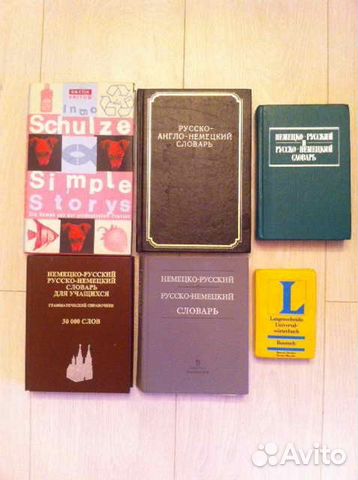 Ingo
Schulze
Simple
Storys
РУССКО-
АНГЛО-НЕМЕЦКИЙ
СЛОВАРЬ
НЕМЕЦКО-РУССКИЙ
И
РУССКО-НЕМЕЦКИЙ
СЛОВАРЬ
НЕМЕЦКО-РУССКИЙ
РУССКО-НЕМЕЦКИЙ
СЛОВАРЬ
ДЛЯ УЧАЩИХСЯ
ГРАММАТИЧЕСКИЙ СПРАВОЧНИК
30 000 СЛОВ
НЕМЕЦКО-РУССКИЙ
РУССКО-НЕМЕЦКИЙ
СЛОВАРЬ
L
Langenscheidts
Universal-
wörterbuch
Russisch
Avito